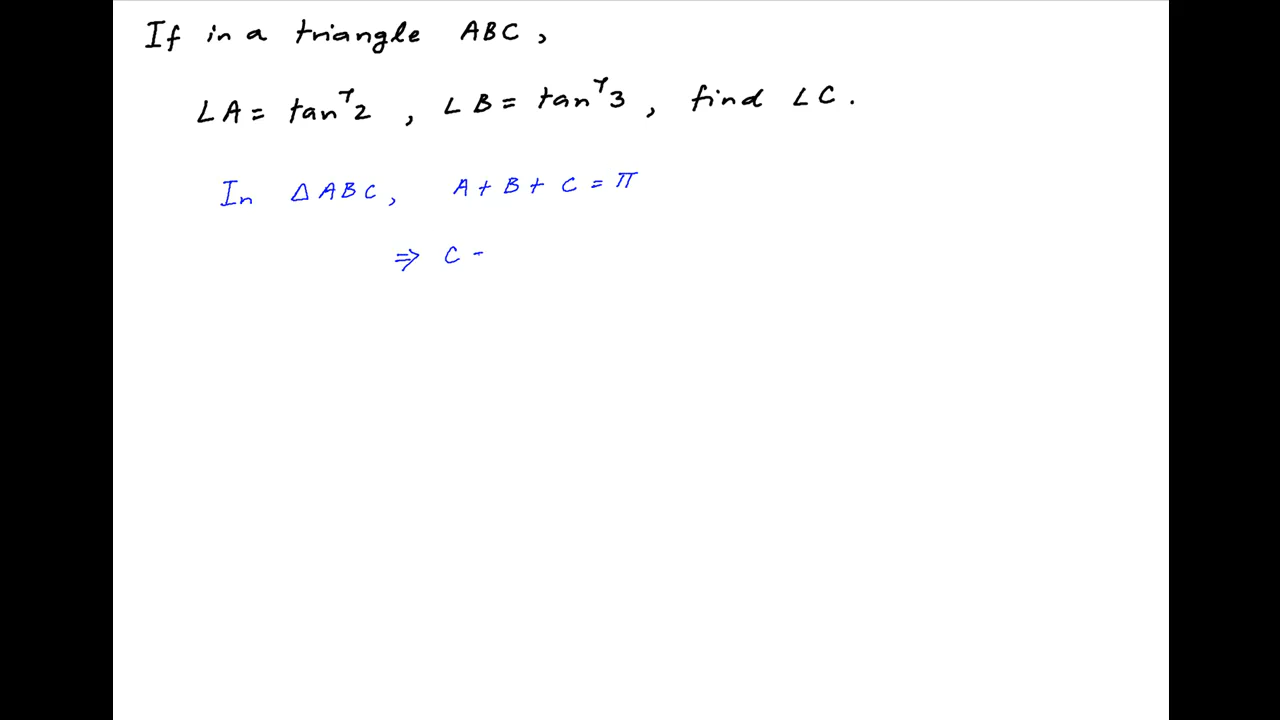 If in a triangle ABC,
∠A = tan⁻¹2 , ∠B = tan⁻¹3 , find ∠C.
In ΔABC, A + B + C = π
⇒ C -